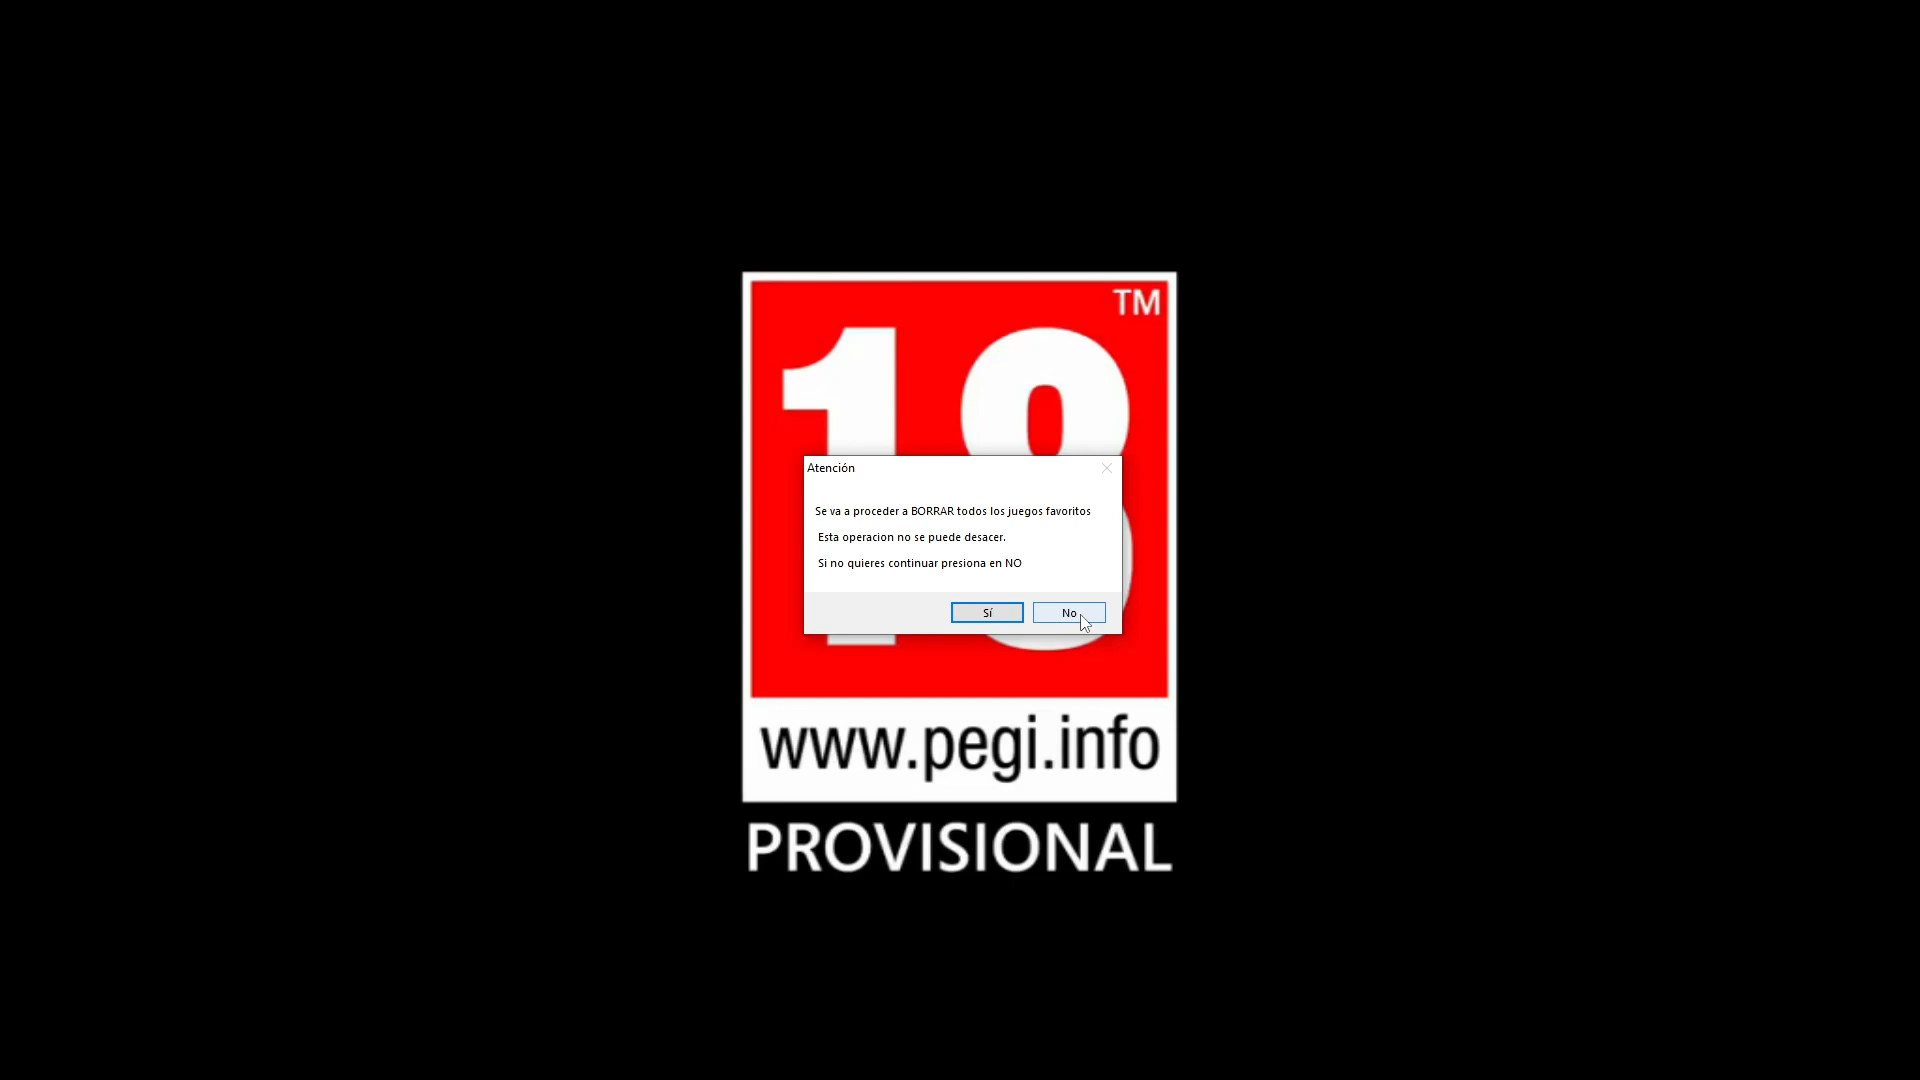 TM
18
Atención
Se va a proceder a BORRAR todos los juegos favoritos
Esta operacion no se puede desacer.
Si no quieres continuar presiona en NO
Sí No
www.pegi.info
PROVISIONAL